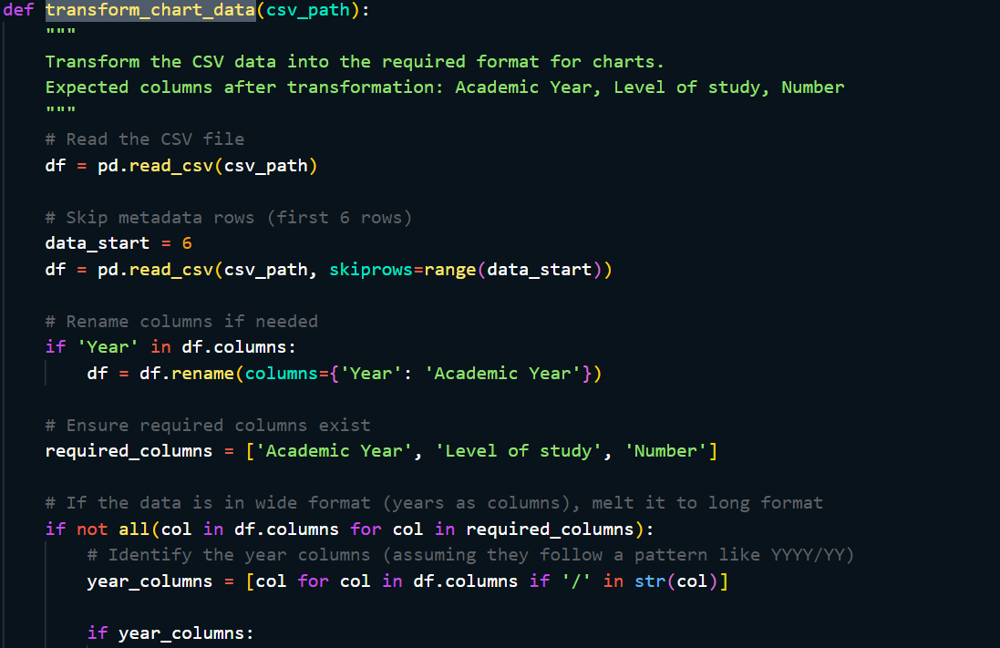 def transform_chart_data(csv_path):
    """
    Transform the CSV data into the required format for charts.
    Expected columns after transformation: Academic Year, Level of study, Number
    """
    # Read the CSV file
    df = pd.read_csv(csv_path)

    # Skip metadata rows (first 6 rows)
    data_start = 6
    df = pd.read_csv(csv_path, skiprows=range(data_start))

    # Rename columns if needed
    if 'Year' in df.columns:
        df = df.rename(columns={'Year': 'Academic Year'})

    # Ensure required columns exist
    required_columns = ['Academic Year', 'Level of study', 'Number']

    # If the data is in wide format (years as columns), melt it to long format
    if not all(col in df.columns for col in required_columns):
        # Identify the year columns (assuming they follow a pattern like YYYY/YY)
        year_columns = [col for col in df.columns if '/' in str(col)]

        if year_columns: